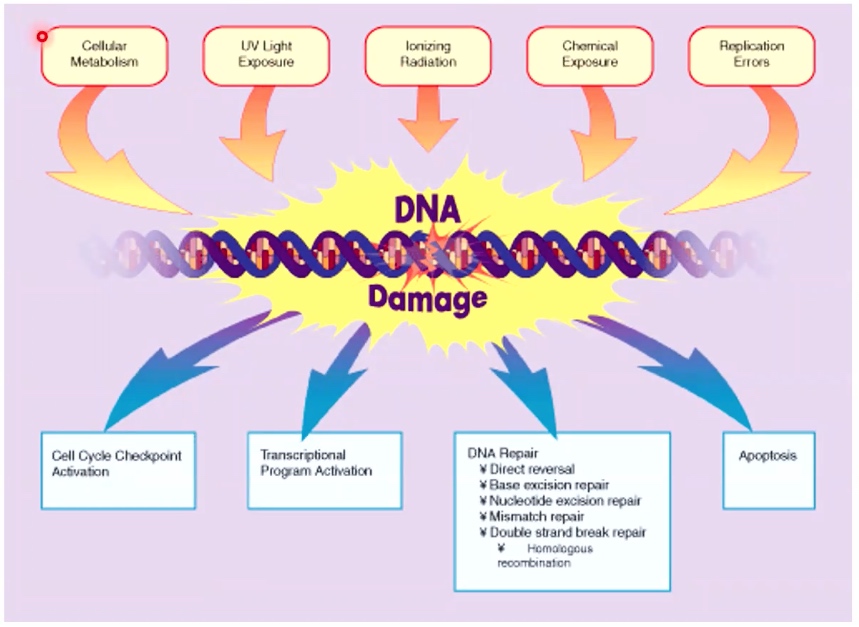 Cellular
Metabolism
UV Light
Exposure
Ionizing
Radiation
Chemical
Exposure
Replication
Errors
DNA
Damage
Cell Cycle Checkpoint
Activation
Transcriptional
Program Activation
DNA Repair
¥ Direct reversal
¥ Base excision repair
¥ Nucleotide excision repair
¥ Mismatch repair
¥ Double strand break repair
¥ Homologous
recombination
Apoptosis